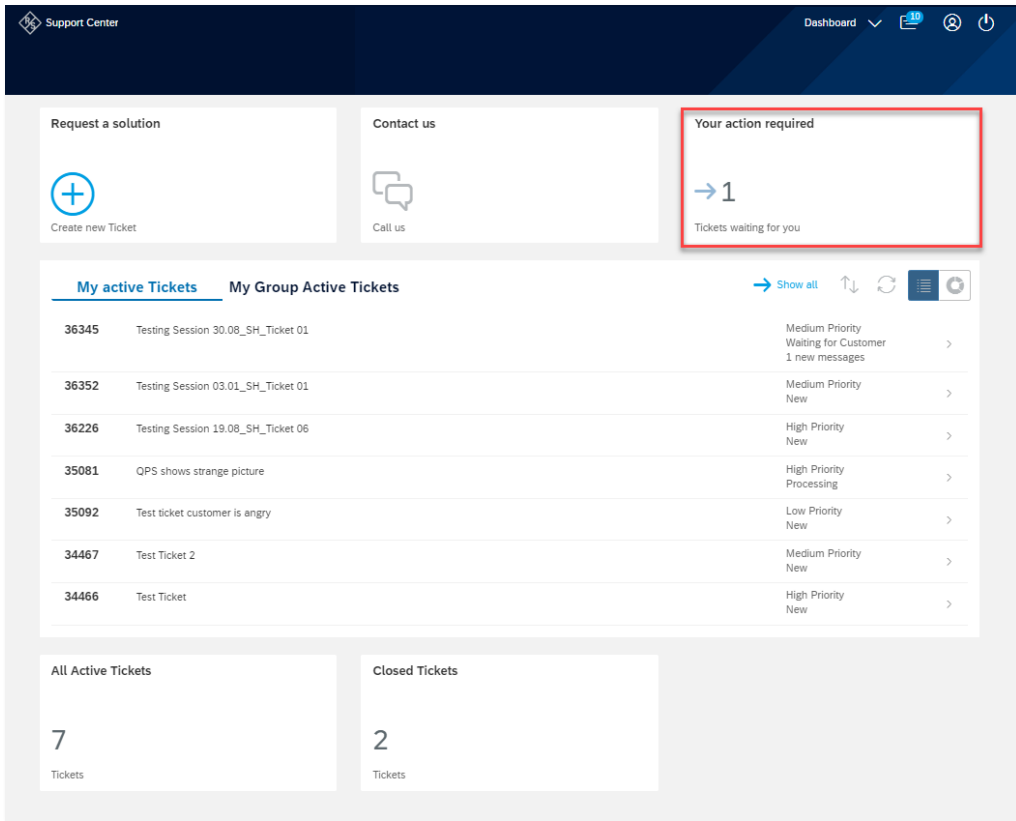 R&S Support Center
Dashboard
10
Request a solution
Create new Ticket
Contact us
Call us
Your action required
1
Tickets waiting for you
My active Tickets
My Group Active Tickets
Show all
36345 Testing Session 30.08_SH_Ticket 01 Medium Priority
Waiting for Customer
1 new messages
36352 Testing Session 03.01_SH_Ticket 01 Medium Priority
New
36226 Testing Session 19.08_SH_Ticket 06 High Priority
New
35081 QPS shows strange picture High Priority
Processing
35092 Test ticket customer is angry Low Priority
New
34467 Test Ticket 2 Medium Priority
New
34466 Test Ticket High Priority
New
All Active Tickets
7
Tickets
Closed Tickets
2
Tickets